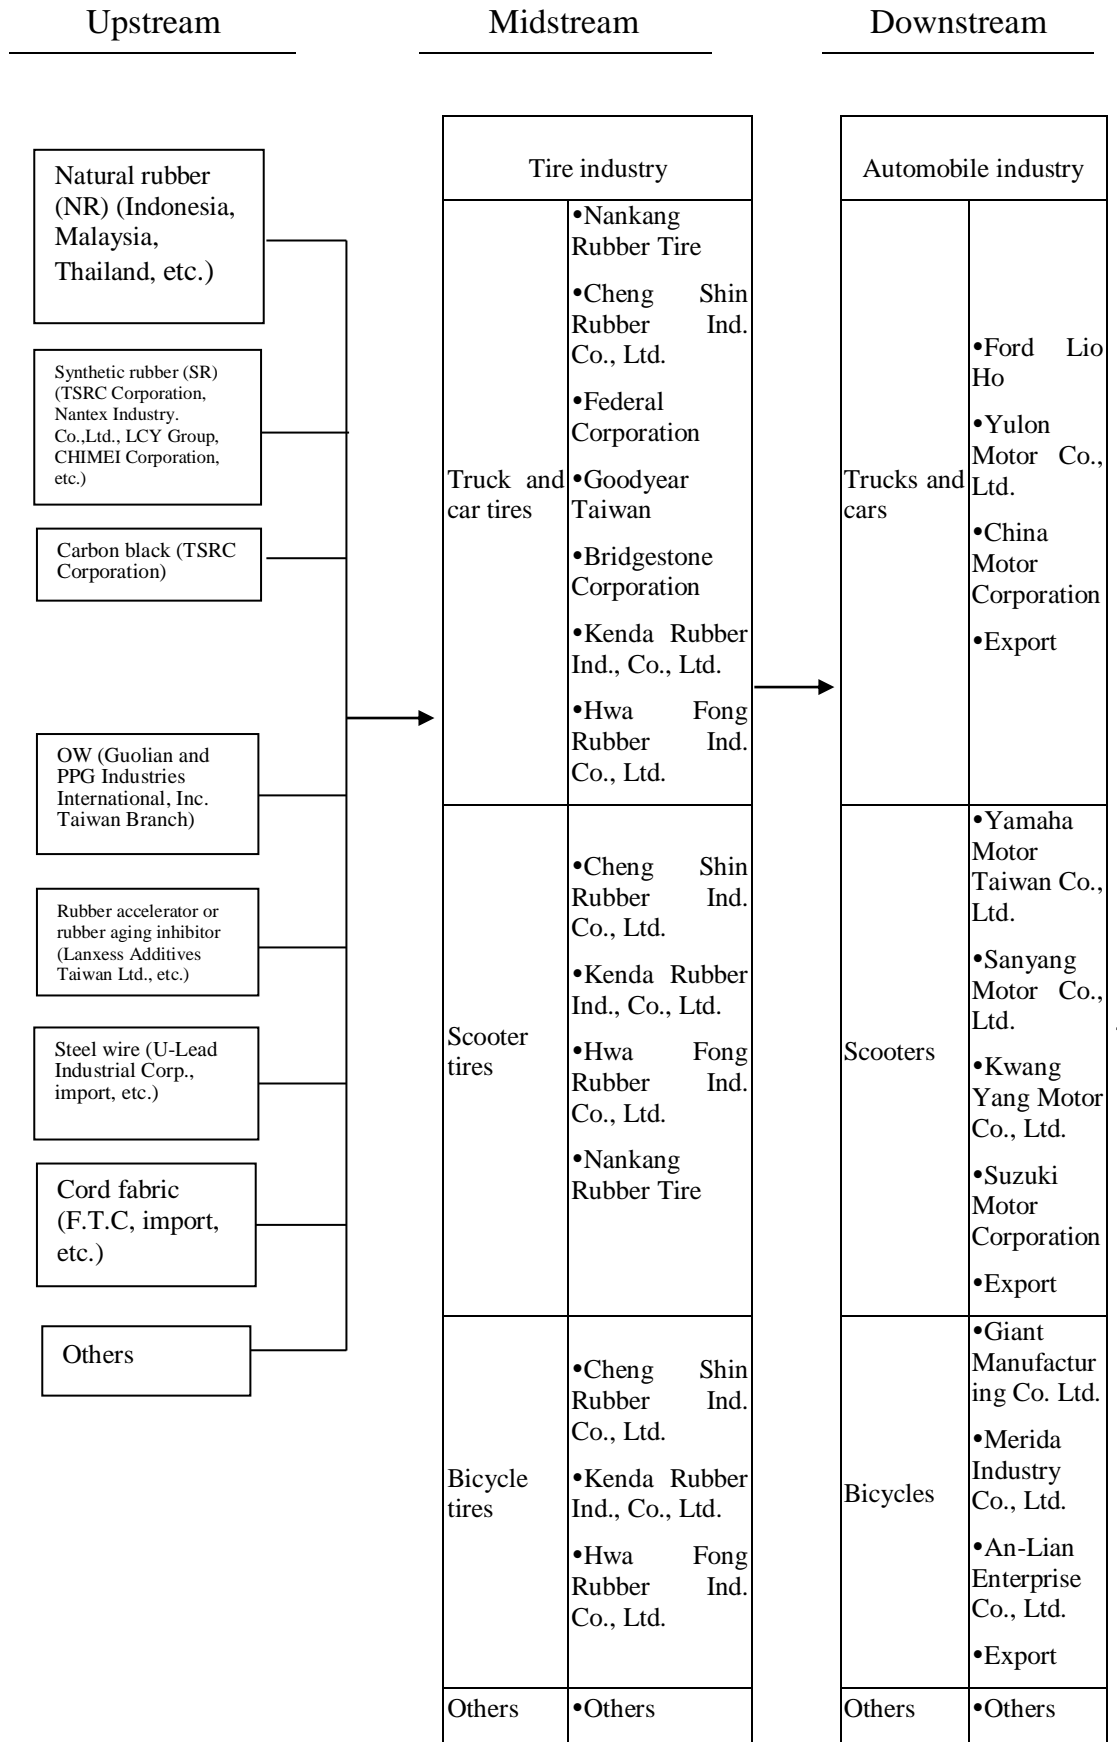 Upstream
Midstream
Downstream
Natural rubber
(NR) (Indonesia,
Malaysia,
Thailand, etc.)
Synthetic rubber (SR)
(TSRC Corporation,
Nantex Industry.
Co.,Ltd., LCY Group,
CHIMEI Corporation,
etc.)
Carbon black (TSRC
Corporation)
OW (Guolian and
PPG Industries
International, Inc.
Taiwan Branch)
Rubber accelerator or
rubber aging inhibitor
(Lanxess Additives
Taiwan Ltd., etc.)
Steel wire (U-Lead
Industrial Corp.,
import, etc.)
Cord fabric
(F.T.C, import,
etc.)
Others
Tire industry
Truck and
car tires
•Nankang
Rubber Tire
•Cheng Shin
Rubber Ind.
Co., Ltd.
•Federal
Corporation
•Goodyear
Taiwan
•Bridgestone
Corporation
•Kenda Rubber
Ind., Co., Ltd.
•Hwa Fong
Rubber Ind.
Co., Ltd.
Scooter
tires
•Cheng Shin
Rubber Ind.
Co., Ltd.
•Kenda Rubber
Ind., Co., Ltd.
•Hwa Fong
Rubber Ind.
Co., Ltd.
•Nankang
Rubber Tire
Bicycle
tires
•Cheng Shin
Rubber Ind.
Co., Ltd.
•Kenda Rubber
Ind., Co., Ltd.
•Hwa Fong
Rubber Ind.
Co., Ltd.
Others
•Others
Automobile industry
Trucks and
cars
•Ford Lio
Ho
•Yulon
Motor Co.,
Ltd.
•China
Motor
Corporation
•Export
Scooters
•Yamaha
Motor
Taiwan Co.,
Ltd.
•Sanyang
Motor Co.,
Ltd.
•Kwang
Yang Motor
Co., Ltd.
•Suzuki
Motor
Corporation
•Export
Bicycles
•Giant
Manufactur
ing Co. Ltd.
•Merida
Industry
Co., Ltd.
•An-Lian
Enterprise
Co., Ltd.
•Export
Others
•Others